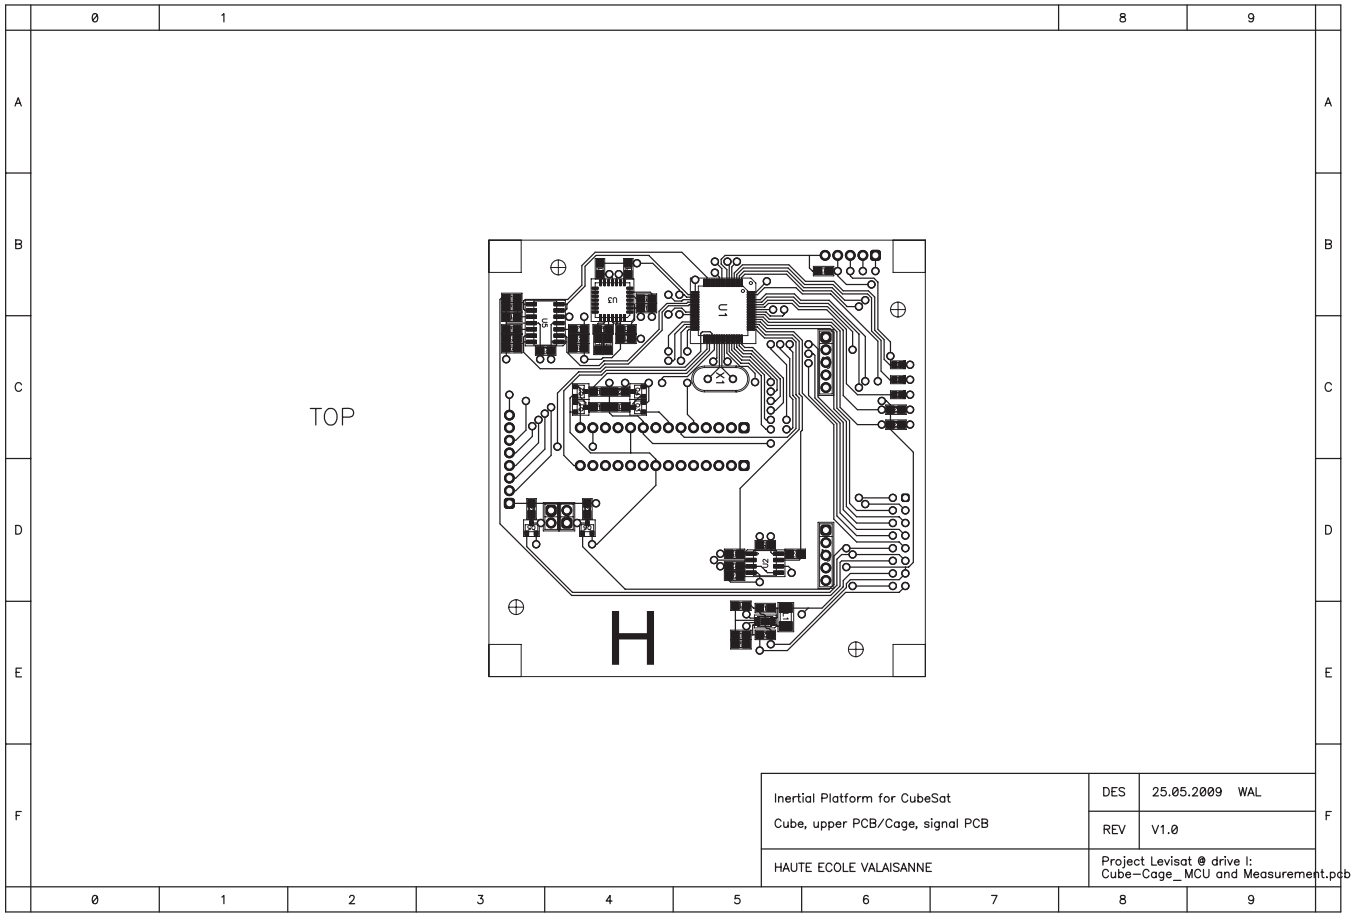 0 1 8 9
A A
B B
U3
U1
U5
C C
X1
TOP
D D
U2
H
E E
Inertial Platform for CubeSat
Cube, upper PCB/Cage, signal PCB
DES 25.05.2009 WAL
REV V1.0
F F
HAUTE ECOLE VALAISANNE
Project Levisat @ drive I:
Cube-Cage_MCU and Measurement.pcb
0 1 2 3 4 5 6 7 8 9